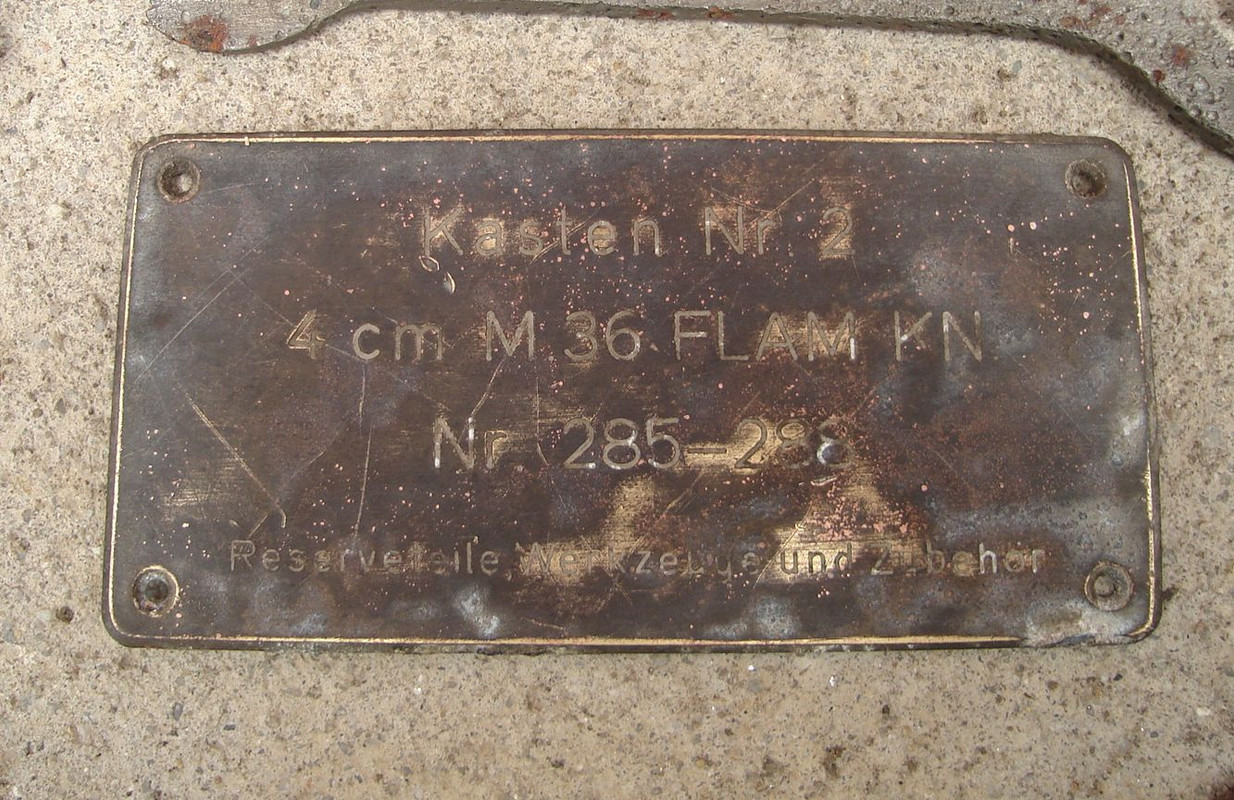 Kasten Nr. 2
4 cm M 36 FLAM KN
Nr 285-288
Reserveteile, Werkzeuge und Zubehör